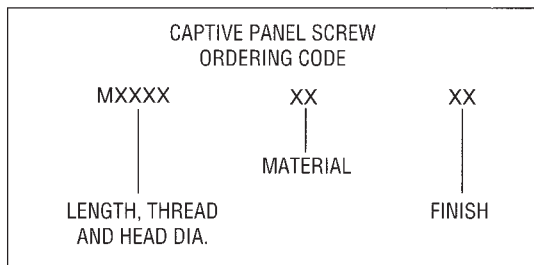 CAPTIVE PANEL SCREW
ORDERING CODE
MXXXX XX XX
MATERIAL
LENGTH, THREAD FINISH
AND HEAD DIA.